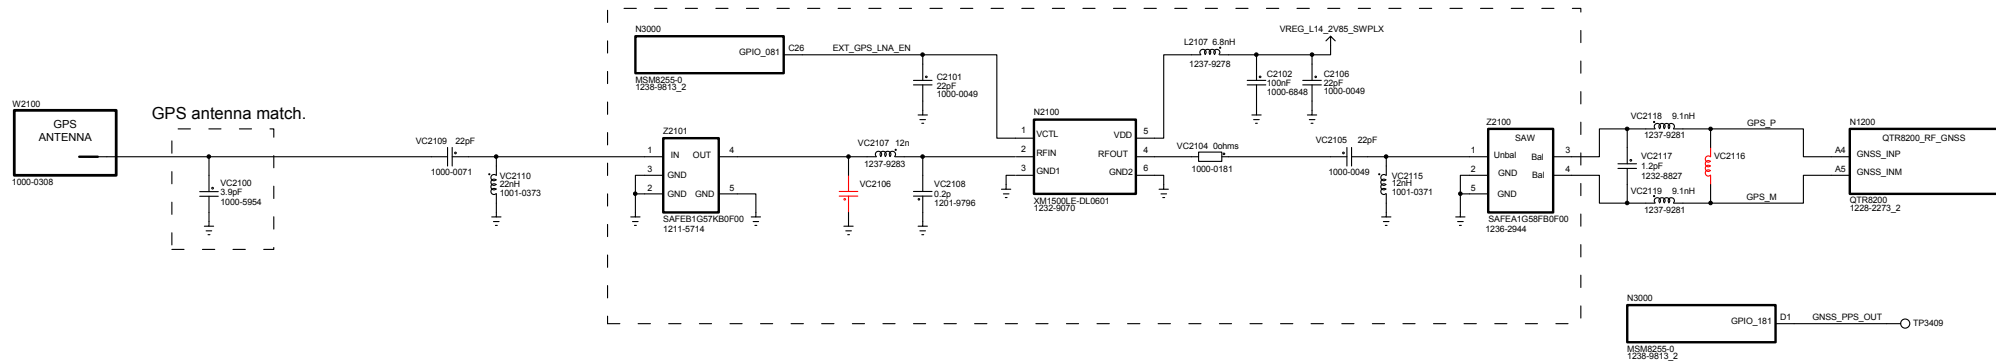 W2100
GPS
ANTENNA
1000-0308
GPS antenna match.
VC2100
3.9pF
1000-5954
VC2109 22pF
1000-0071
VC2110
22nH
1001-0373
N3000
GPIO_081
C26
EXT_GPS_LNA_EN
MSM8255-0
1238-9813_2
C2101
22pF
1000-0049
Z2101
1 IN OUT 4
3 GND
2 GND GND 5
SAFEB1G57KB0F00
1211-5714
VC2107 12n
1237-9283
VC2106
VC2108
0.2p
1201-9796
N2100
1 VCTL VDD 5
2 RFIN RFOUT 4
3 GND1 GND2 6
XM1500LE-DL0601
1232-9070
L2107 6.8nH
1237-9278
VREG_L14_2V85_SWPLX
C2102
100nF
1000-6848
C2106
22pF
1000-0049
VC2104 0ohms
1000-0181
VC2105 22pF
1000-0049
VC2115
12nH
1001-0371
Z2100
SAW
1 Unbal Bal 3
2 GND Bal 4
5 GND
SAFEA1G58FB0F00
1236-2944
VC2118 9.1nH
1237-9281
VC2117
1.2pF
1232-8827
VC2119 9.1nH
1237-9281
VC2116
GPS_P
GPS_M
N1200
QTR8200_RF_GNSS
A4 GNSS_INP
A5 GNSS_INM
QTR8200
1228-2273_2
N3000
GPIO_181
D1
GNSS_PPS_OUT
TP3409
MSM8255-0
1238-9813_2